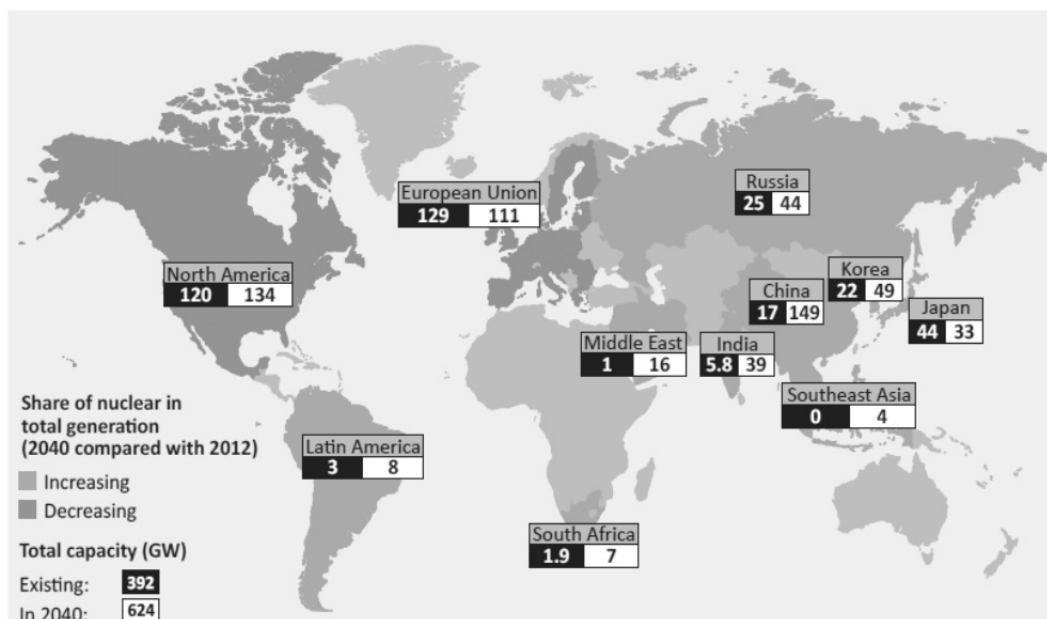 European Union
129 111
Russia
25 44
North America
120 134
Korea
22 49
China
17 149
Japan
44 33
Middle East
1 16
India
5.8 39
Southeast Asia
0 4
Latin America
3 8
South Africa
1.9 7
Share of nuclear in
total generation
(2040 compared with 2012)
Increasing
Decreasing
Total capacity (GW)
Existing: 392
In 2040: 624